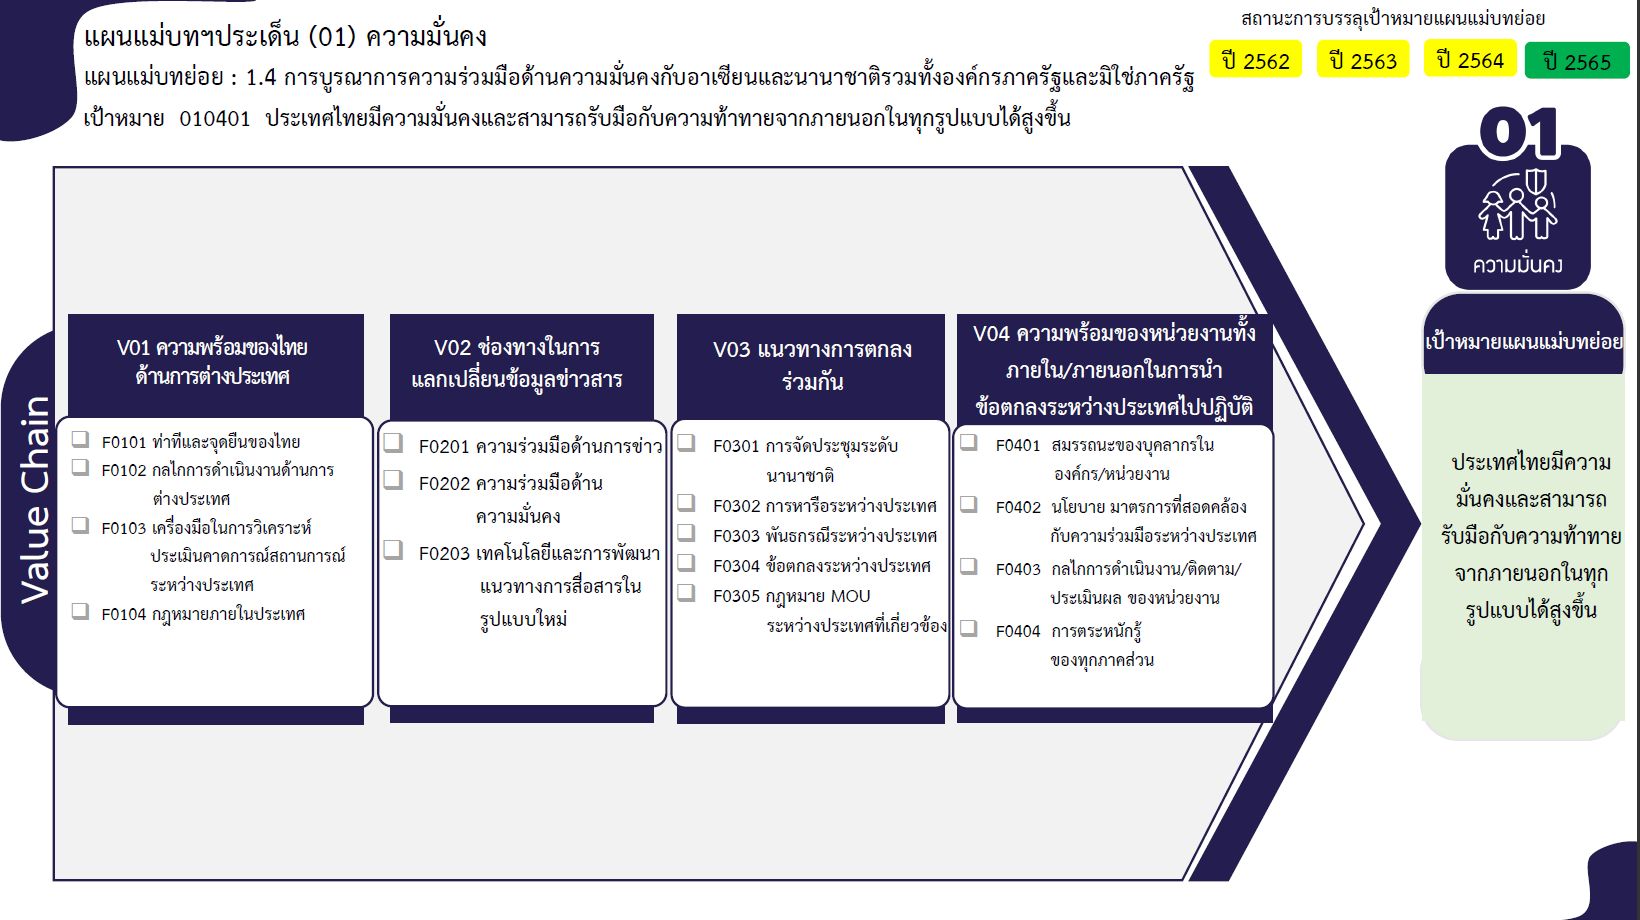 แผนแม่บทฯประเด็น (01) ความมั่นคง
แผนแม่บทย่อย : 1.4 การบูรณาการความร่วมมือด้านความมั่นคงกับอาเซียนและนานาชาติรวมทั้งองค์กรภาครัฐและมิใช่ภาครัฐ
เป้าหมาย 010401 ประเทศไทยมีความมั่นคงและสามารถรับมือกับความท้าทายจากภายนอกในทุกรูปแบบได้สูงขึ้น
สถานะการบรรลุเป้าหมายแผนแม่บทย่อย
ปี 2562
ปี 2563
ปี 2564
ปี 2565
Value Chain
V01 ความพร้อมของไทย
ด้านการต่างประเทศ
F0101 ท่าทีและจุดยืนของไทย
F0102 กลไกการดำเนินงานด้านการ
ต่างประเทศ
F0103 เครื่องมือในการวิเคราะห์
ประเมินคาดการณ์สถานการณ์
ระหว่างประเทศ
F0104 กฎหมายภายในประเทศ
V02 ช่องทางในการ
แลกเปลี่ยนข้อมูลข่าวสาร
F0201 ความร่วมมือด้านการข่าว
F0202 ความร่วมมือด้าน
ความมั่นคง
F0203 เทคโนโลยีและการพัฒนา
แนวทางการสื่อสารใน
รูปแบบใหม่
V03 แนวทางการตกลง
ร่วมกัน
F0301 การจัดประชุมระดับ
นานาชาติ
F0302 การหารือระหว่างประเทศ
F0303 พันธกรณีระหว่างประเทศ
F0304 ข้อตกลงระหว่างประเทศ
F0305 กฎหมาย MOU
ระหว่างประเทศที่เกี่ยวข้อง
V04 ความพร้อมของหน่วยงานทั้ง
ภายใน/ภายนอกในการนำ
ข้อตกลงระหว่างประเทศไปปฏิบัติ
F0401 สมรรถนะของบุคลากรใน
องค์กร/หน่วยงาน
F0402 นโยบาย มาตรการที่สอดคล้อง
กับความร่วมมือระหว่างประเทศ
F0403 กลไกการดำเนินงาน/ติดตาม/
ประเมินผล ของหน่วยงาน
F0404 การตระหนักรู้
ของทุกภาคส่วน
01
ความมั่นคง
เป้าหมายแผนแม่บทย่อย
ประเทศไทยมีความ
มั่นคงและสามารถ
รับมือกับความท้าทาย
จากภายนอกในทุก
รูปแบบได้สูงขึ้น